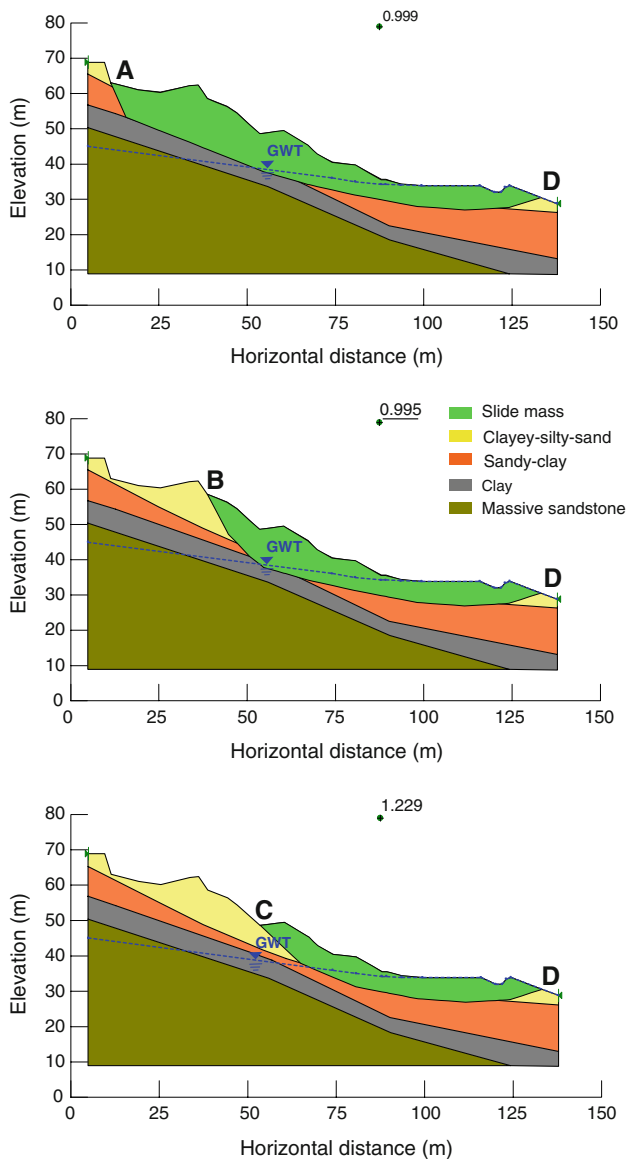 0.999
80
70
60
50
40
30
20
10
0
Elevation (m)
A
GWT
D
0 25 50 75 100 125 150
Horizontal distance (m)
0.995
Slide mass
Clayey-silty-sand
Sandy-clay
Clay
Massive sandstone
80
70
60
50
40
30
20
10
0
Elevation (m)
B
GWT
D
0 25 50 75 100 125 150
Horizontal distance (m)
1.229
80
70
60
50
40
30
20
10
0
Elevation (m)
C
GWT
D
0 25 50 75 100 125 150
Horizontal distance (m)